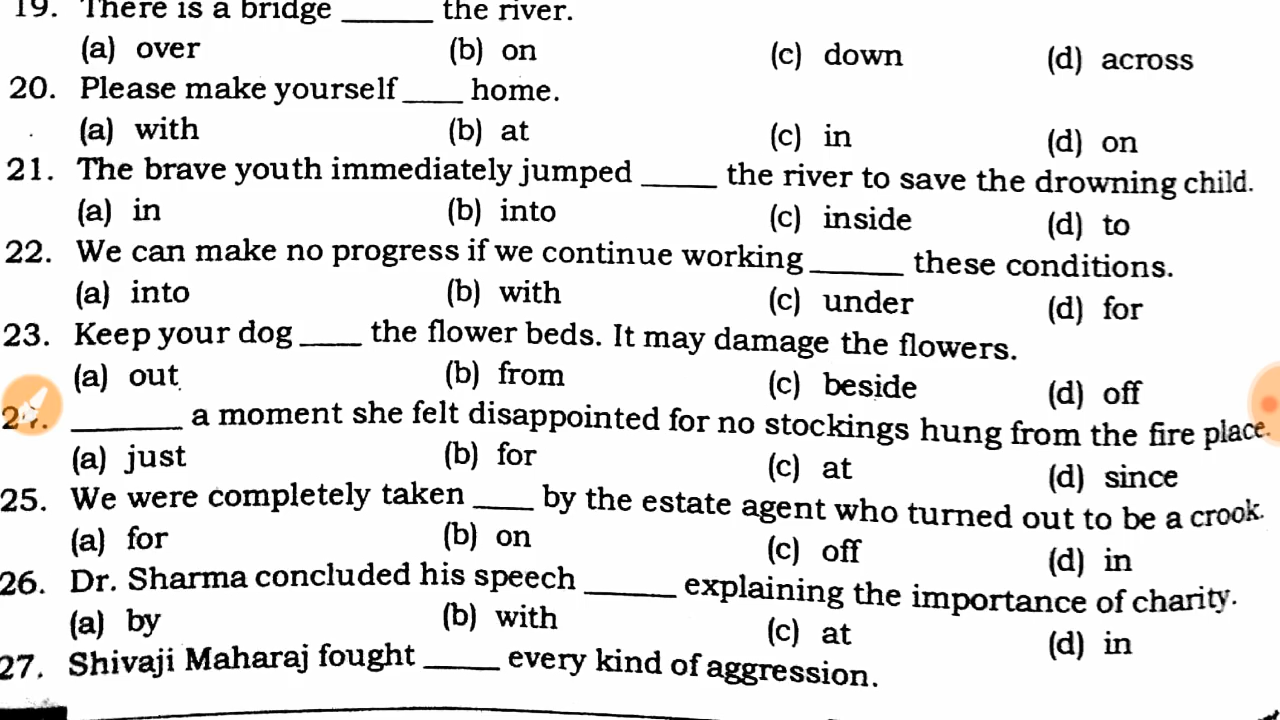 19. There is a bridge ______ the river.
(a) over (b) on (c) down (d) across
20. Please make yourself ____ home.
(a) with (b) at (c) in (d) on
21. The brave youth immediately jumped _____ the river to save the drowning child.
(a) in (b) into (c) inside (d) to
22. We can make no progress if we continue working ______ these conditions.
(a) into (b) with (c) under (d) for
23. Keep your dog ____ the flower beds. It may damage the flowers.
(a) out (b) from (c) beside (d) off
_______ a moment she felt disappointed for no stockings hung from the fire place.
(a) just (b) for (c) at (d) since
25. We were completely taken ____ by the estate agent who turned out to be a crook.
(a) for (b) on (c) off (d) in
26. Dr. Sharma concluded his speech ______ explaining the importance of charity.
(a) by (b) with (c) at (d) in
27. Shivaji Maharaj fought _____ every kind of aggression.